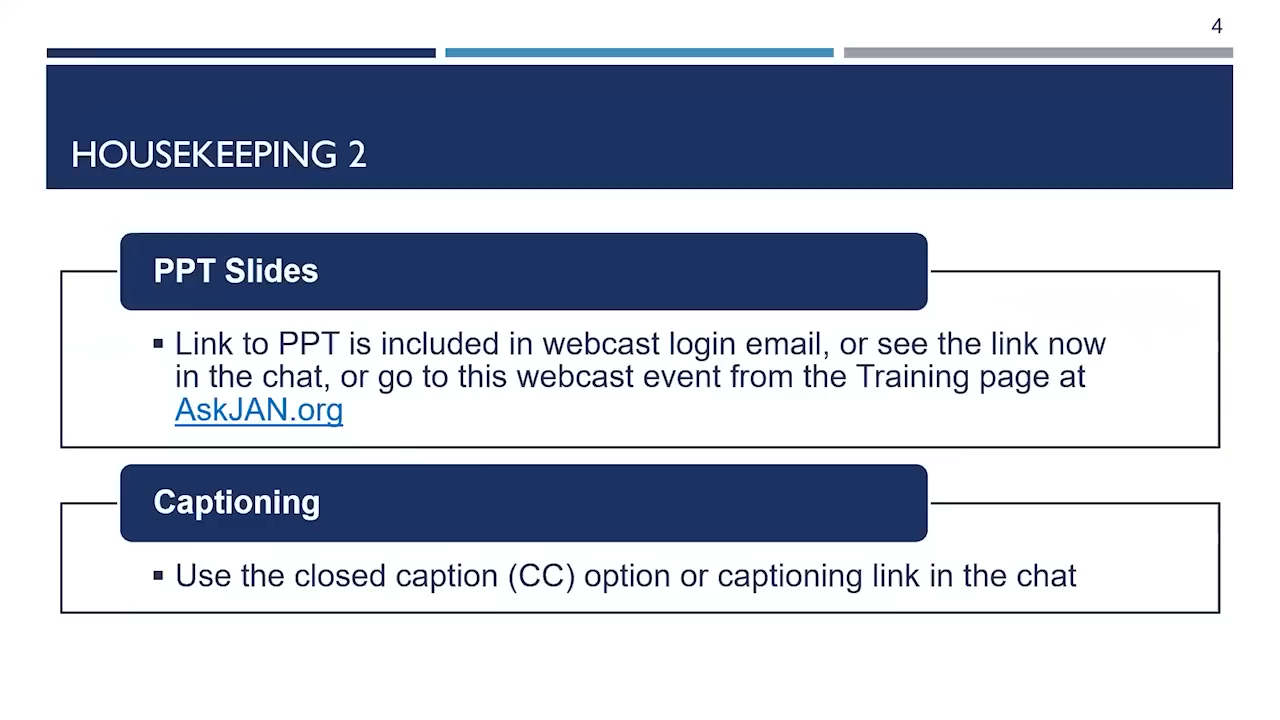 4
HOUSEKEEPING 2
PPT Slides
▪ Link to PPT is included in webcast login email, or see the link now
in the chat, or go to this webcast event from the Training page at
AskJAN.org
Captioning
▪ Use the closed caption (CC) option or captioning link in the chat